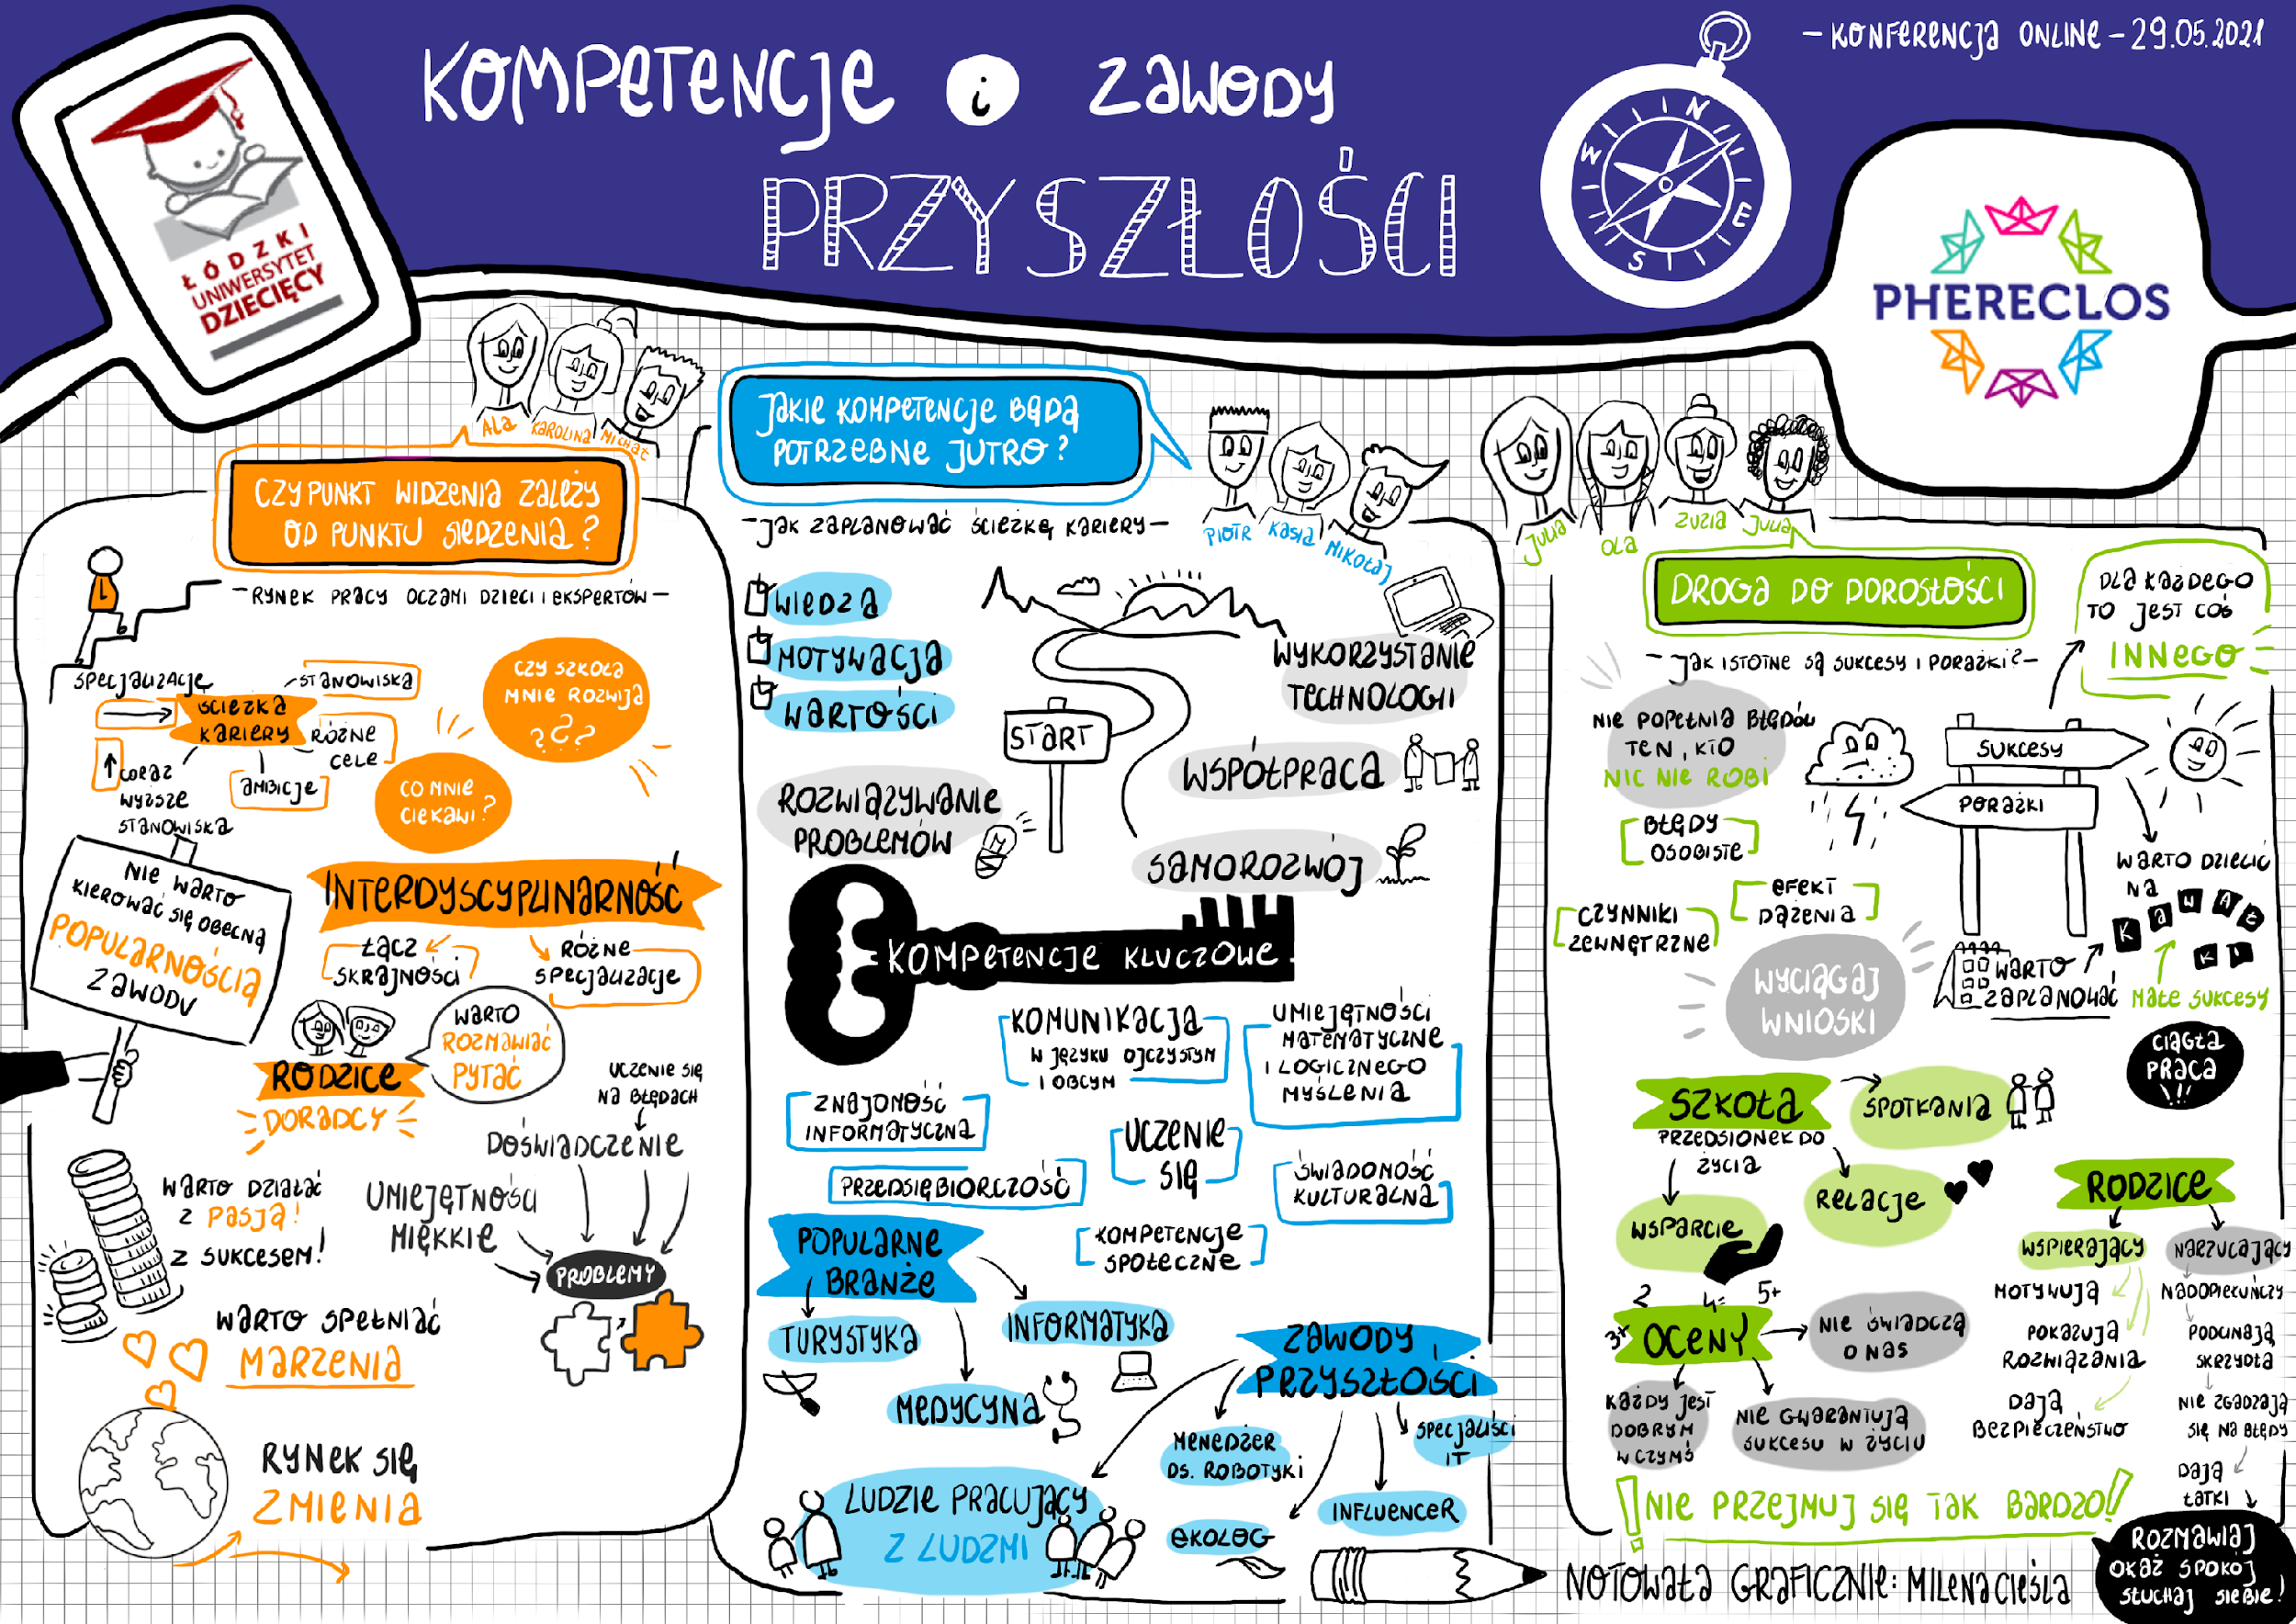 KOMPETENCJE i ZAWODY
PRZYSZŁOŚCI
– KONFERENCJA ONLINE – 29.05.2021
ŁÓDZKI
UNIWERSYTET
DZIECIĘCY
N
W
E
S
PHERECLOS
ALA
KAROLINA
MICHAŁ
CZY PUNKT WIDZENIA ZALEŻY
OD PUNKTU SIEDZENIA?
– RYNEK PRACY OCZAMI DZIECI I EKSPERTÓW –
SPECJALIZACJE
STANOWISKA
ŚCIEŻKA
KARIERY
RÓŻNE
CELE
AMBICJE
CORAZ
WYŻSZE
STANOWISKA
CZY SZKOŁA
MNIE ROZWIJA
???
CO MNIE
CIEKAWI?
NIE WARTO
KIEROWAĆ SIĘ OBECNĄ
POPULARNOŚCIĄ
ZAWODU
INTERDYSCYPLINARNOŚĆ
ŁĄCZ
SKRAJNOŚCI
RÓŻNE
SPECJALIZACJE
RODZICE
DORADCY
WARTO
ROZMAWIAĆ
PYTAĆ
UCZENIE SIĘ
NA BŁĘDACH
DOŚWIADCZENIE
UMIEJĘTNOŚCI
MIĘKKIE
PROBLEMY
WARTO DZIAŁAĆ
Z PASJĄ!
Z SUKCESEM!
WARTO SPEŁNIAĆ
MARZENIA
RYNEK SIĘ
ZMIENIA
JAKIE KOMPETENCJE BĘDĄ
POTRZEBNE JUTRO?
– JAK ZAPLANOWAĆ ŚCIEŻKĘ KARIERY –
PIOTR
KASIA
MIKOŁAJ
WIEDZA
MOTYWACJA
WARTOŚCI
START
WYKORZYSTANIE
TECHNOLOGII
WSPÓŁPRACA
ROZWIĄZYWANIE
PROBLEMÓW
SAMOROZWÓJ
KOMPETENCJE KLUCZOWE
KOMUNIKACJA
W JĘZYKU OJCZYSTYM
I OBCYM
UMIEJĘTNOŚCI
MATEMATYCZNE
I LOGICZNEGO
MYŚLENIA
ZNAJOMOŚĆ
INFORMATYCZNA
UCZENIE
SIĘ
PRZEDSIĘBIORCZOŚĆ
ŚWIADOMOŚĆ
KULTURALNA
KOMPETENCJE
SPOŁECZNE
POPULARNE
BRANŻE
TURYSTYKA
INFORMATYKA
MEDYCYNA
ZAWODY
PRZYSZŁOŚCI
MENEDŻER
DS. ROBOTYKI
SPECJALIŚCI
IT
INFLUENCER
EKOLOG
LUDZIE PRACUJĄCY
Z LUDZMI
JULIA
OLA
ZUZIA
JULIA
DROGA DO DOROSŁOŚCI
– JAK ISTOTNE SĄ SUKCESY I PORAŻKI? –
DLA KAŻDEGO
TO JEST COŚ
INNEGO
NIE POPEŁNIA BŁĘDÓW
TEN, KTO
NIC NIE ROBI
BŁĘDY
OSOBISTE
SUKCESY
PORAŻKI
CZYNNIKI
ZEWNĘTRZNE
EFEKT
DĄŻENIA
WYCIĄGAJ
WNIOSKI
WARTO DZIELIĆ
NA
KAWAŁ
KI
WARTO
ZAPLANOWAĆ
MAŁE SUKCESY
CIĄGŁA
PRACA
!!!
SZKOŁA
PRZEDSIONEK DO
ŻYCIA
SPOTKANIA
RELACJE
WSPARCIE
2
4=
5+
3+
OCENY
NIE ŚWIADCZĄ
O NAS
KAŻDY JEST
DOBRYM
W CZYMŚ
NIE GWARANTUJĄ
SUKCESU W ŻYCIU
RODZICE
WSPIERAJĄCY
NARZUCAJĄCY
MOTYWUJĄ
NADOPIEKUŃCZY
POKAZUJĄ
ROZWIĄZANIA
PODCINAJĄ
SKRZYDŁA
DAJĄ
BEZPIECZEŃSTWO
NIE ZGADZAJĄ
SIĘ NA BŁĘDY
DAJĄ
ŁATKI
! NIE PRZEJMUJ SIĘ TAK BARDZO!
ROZMAWIAJ
OKAŻ SPOKÓJ
SŁUCHAJ SIEBIE!
NOTOWAŁA GRAFICZNIE: MILENA CIEŚLA